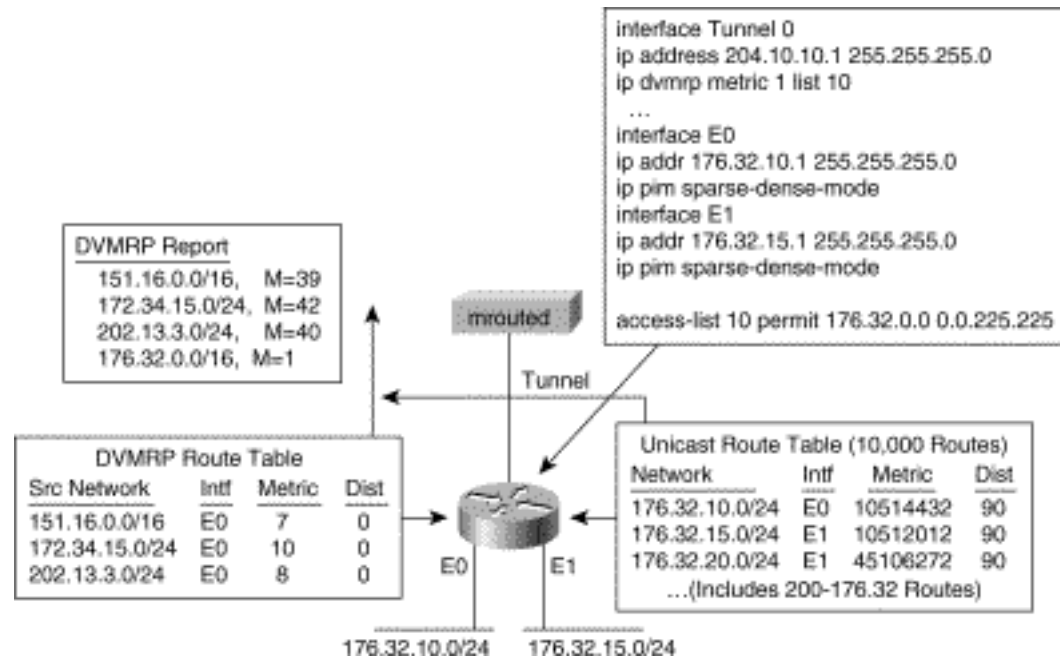 interface Tunnel 0
ip address 204.10.10.1 255.255.255.0
ip dvmrp metric 1 list 10
...
interface E0
ip addr 176.32.10.1 255.255.255.0
ip pim sparse-dense-mode
interface E1
ip addr 176.32.15.1 255.255.255.0
ip pim sparse-dense-mode
access-list 10 permit 176.32.0.0 0.0.225.225
DVMRP Report
151.16.0.0/16, M=39
172.34.15.0/24, M=42
202.13.3.0/24, M=40
176.32.0.0/16, M=1
mrouted
Tunnel
DVMRP Route Table
Src Network Intf Metric Dist
151.16.0.0/16 E0 7 0
172.34.15.0/24 E0 10 0
202.13.3.0/24 E0 8 0
Unicast Route Table (10,000 Routes)
Network Intf Metric Dist
176.32.10.0/24 E0 10514432 90
176.32.15.0/24 E1 10512012 90
176.32.20.0/24 E1 45106272 90
...(Includes 200-176.32 Routes)
E0 E1
176.32.10.0/24 176.32.15.0/24